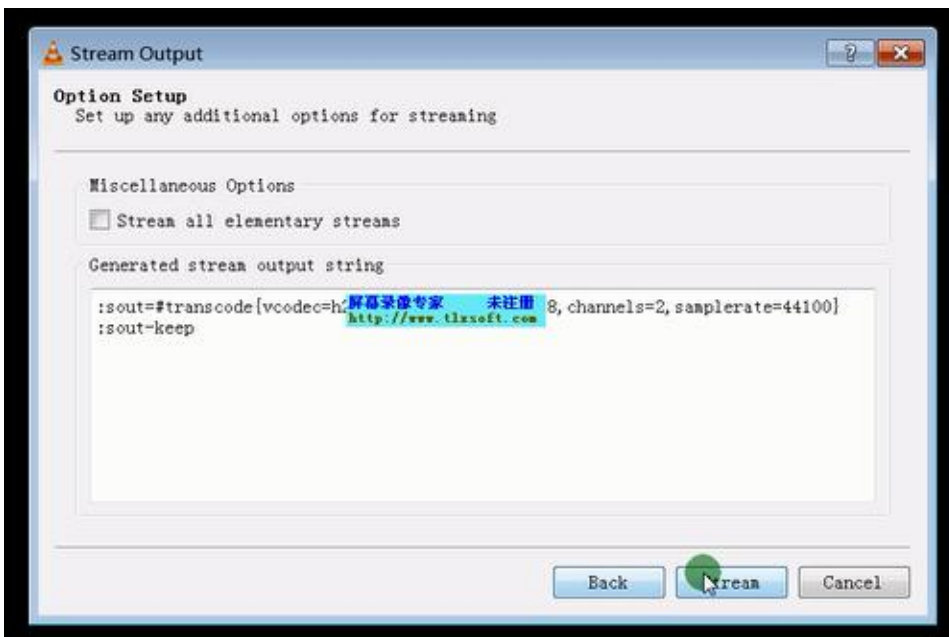 Stream Output
Option Setup
Set up any additional options for streaming
Miscellaneous Options
Stream all elementary streams
Generated stream output string
:sout=#transcode{vcodec=h 8,channels=2,samplerate=44100}
屏幕录像专家 未注册
http://www.tlxsoft.com
:sout-keep
Back
Stream
Cancel